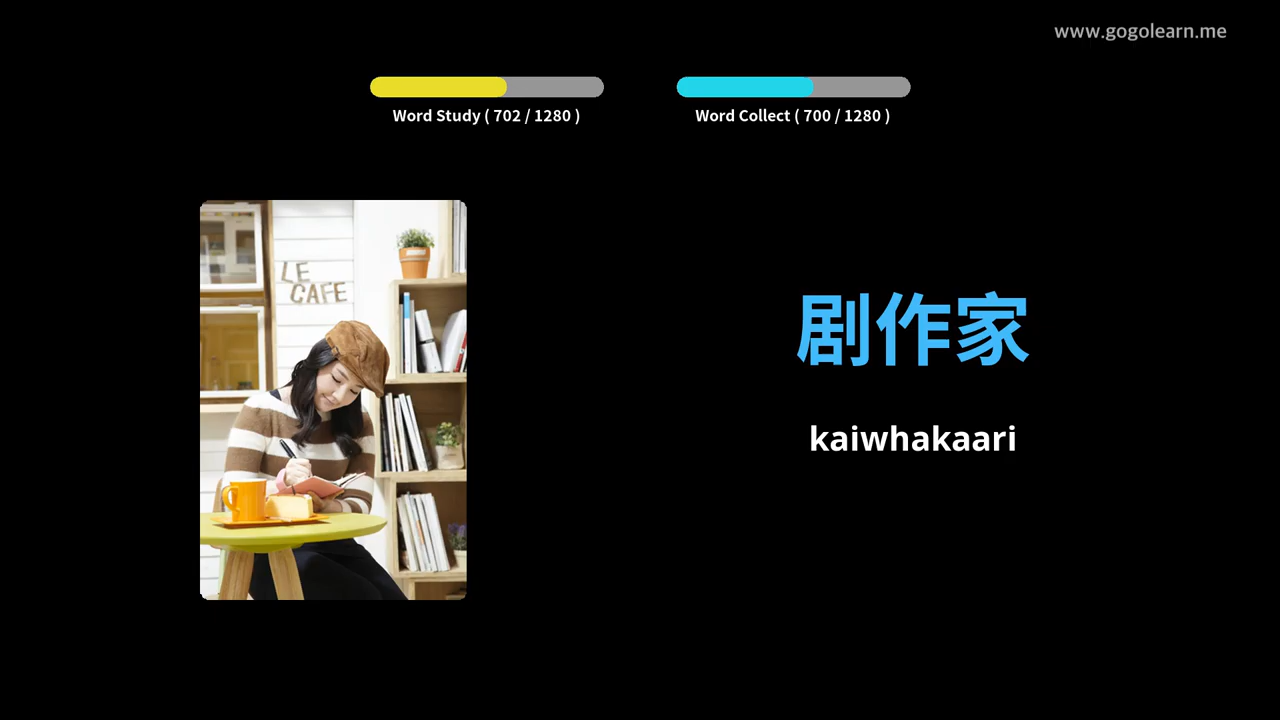 www.gogolearn.me
Word Study ( 702 / 1280 )
Word Collect ( 700 / 1280 )
LE
CAFE
剧作家
kaiwhakaari